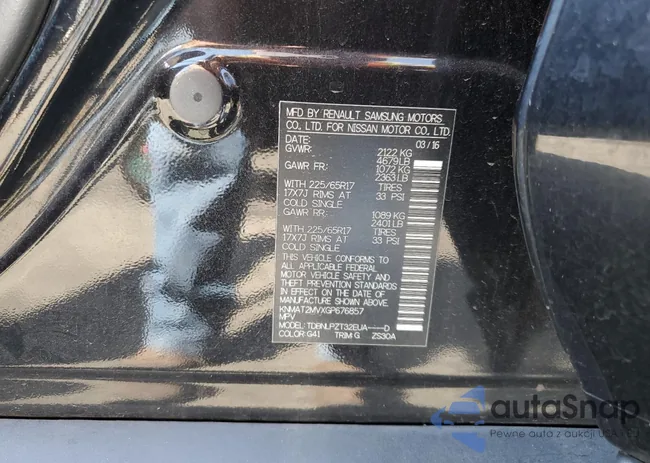 MFD BY RENAULT SAMSUNG MOTORS
CO., LTD. FOR NISSAN MOTOR CO., LTD.
DATE: 03/16
GVWR: 2122 KG
4679LB
GAWR FR: 1072 KG
2363LB
WITH 225/65R17 TIRES
17X7J RIMS AT 33 PSI
COLD SINGLE
GAWR RR: 1089 KG
2401LB
WITH 225/65R17 TIRES
17X7J RIMS AT 33 PSI
COLD SINGLE
THIS VEHICLE CONFORMS TO
ALL APPLICABLE FEDERAL
MOTOR VEHICLE SAFETY AND
THEFT PREVENTION STANDARDS
IN EFFECT ON THE DATE OF
MANUFACTURE SHOWN ABOVE.
KNMAT2MVXGP676857
MPV
MODEL: TDBNLPZT32EUA----D
COLOR: G41 TRIM: G ZS30A
autaSnap
Pewne auta z aukcji